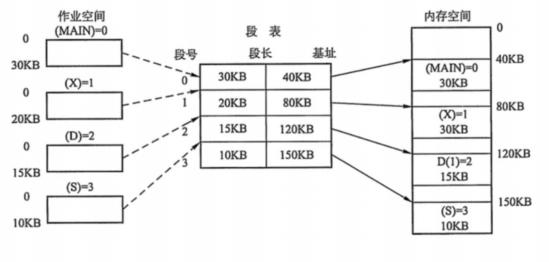 作业空间
(MAIN)=0
0
30KB
(X)=1
0
20KB
(D)=2
0
15KB
(S)=3
0
10KB
段 表
段号 段长 基址
0 30KB 40KB
1 20KB 80KB
2 15KB 120KB
3 10KB 150KB
内存空间
0
40KB
(MAIN)=0
30KB
80KB
(X)=1
30KB
120KB
D(1)=2
15KB
150KB
(S)=3
10KB